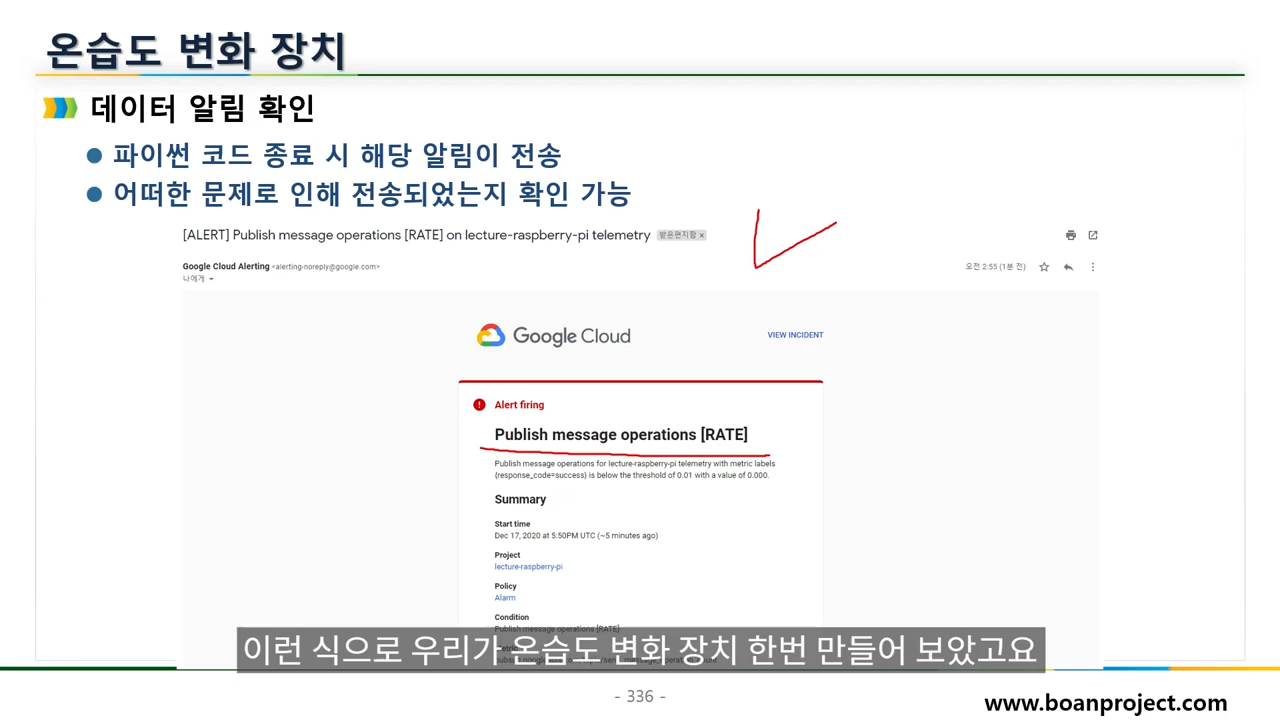 온습도 변화 장치
데이터 알림 확인
파이썬 코드 종료 시 해당 알림이 전송
어떠한 문제로 인해 전송되었는지 확인 가능
[ALERT] Publish message operations [RATE] on lecture-raspberry-pi telemetry 받은편지함 ×
Google Cloud Alerting <alerting-noreply@google.com>
오전 2:55 (1분 전)
나에게
Google Cloud
VIEW INCIDENT
Alert firing
Publish message operations [RATE]
Publish message operations for lecture-raspberry-pi telemetry with metric labels
{response_code=success} is below the threshold of 0.01 with a value of 0.000.
Summary
Start time
Dec 17, 2020 at 5:50PM UTC (~5 minutes ago)
Project
lecture-raspberry-pi
Policy
Alarm
Condition
Publish message operations [RATE]
이런 식으로 우리가 온습도 변화 장치 한번 만들어 보았고요
- 336 -
www.boanproject.com